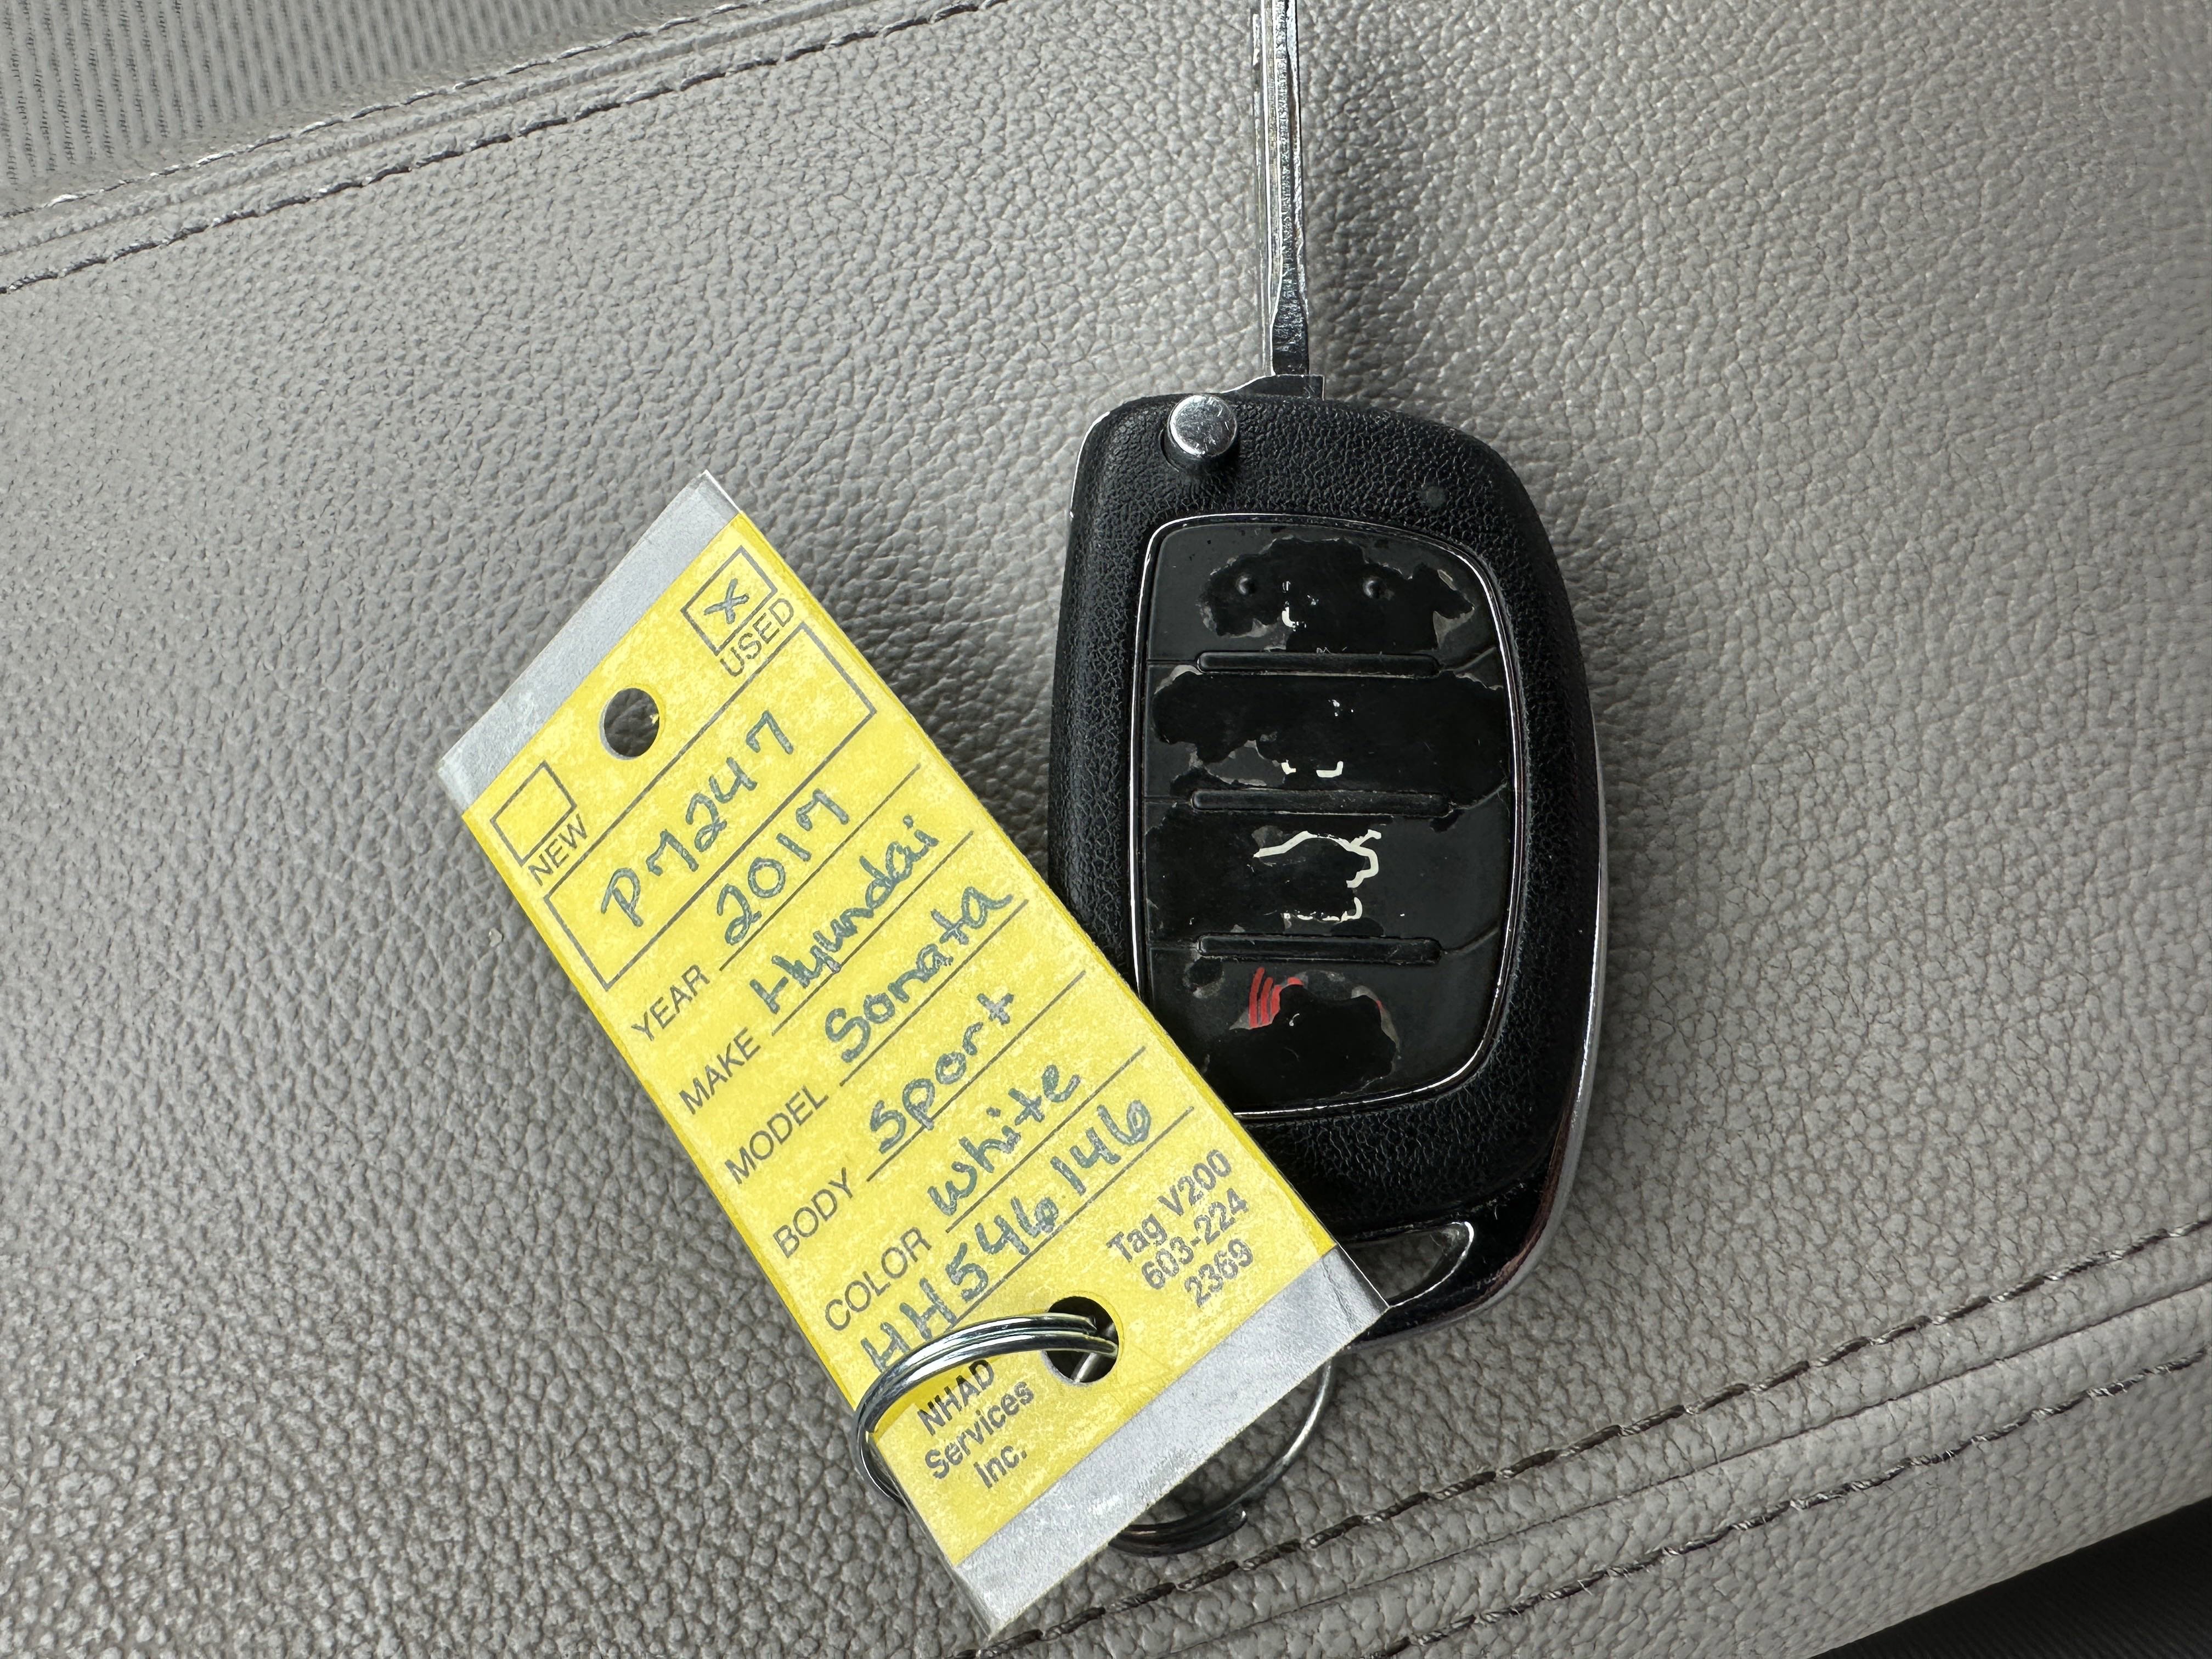 X
NEW USED
PM7247
YEAR 2017
MAKE Hyundai
MODEL Sonata
BODY Sport
COLOR White
HH546146
NHAD
Services
Inc.
Tag V200
603-224
2369